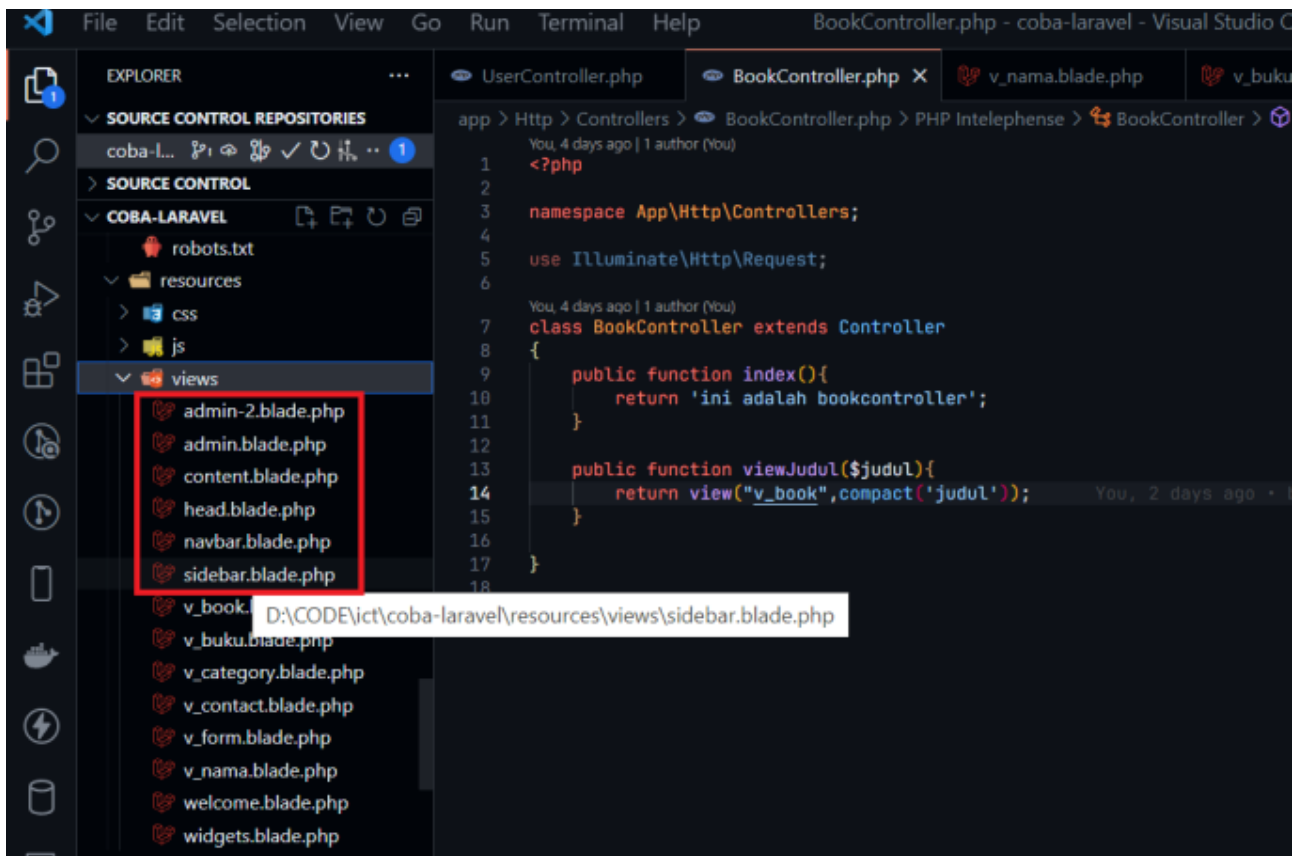 File Edit Selection View Go Run Terminal Help BookController.php - coba-laravel - Visual Studio
EXPLORER ...
UserController.php BookController.php v_nama.blade.php v_buku
SOURCE CONTROL REPOSITORIES
app > Http > Controllers > BookController.php > PHP Intelephense > BookController >
coba-l... 1
SOURCE CONTROL
COBA-LARAVEL
robots.txt
resources
css
js
views
admin-2.blade.php
admin.blade.php
content.blade.php
head.blade.php
navbar.blade.php
sidebar.blade.php
v_book.
D:\CODE\ict\coba-laravel\resources\views\sidebar.blade.php
v_buku.blade.php
v_category.blade.php
v_contact.blade.php
v_form.blade.php
v_nama.blade.php
welcome.blade.php
widgets.blade.php
You, 4 days ago | 1 author (You)
1 <?php
2
3 namespace App\Http\Controllers;
4
5 use Illuminate\Http\Request;
6
You, 4 days ago | 1 author (You)
7 class BookController extends Controller
8 {
9 public function index(){
10 return 'ini adalah bookcontroller';
11 }
12
13 public function viewJudul($judul){
14 return view("v_book",compact('judul')); You, 2 days ago •
15 }
16
17 }
18